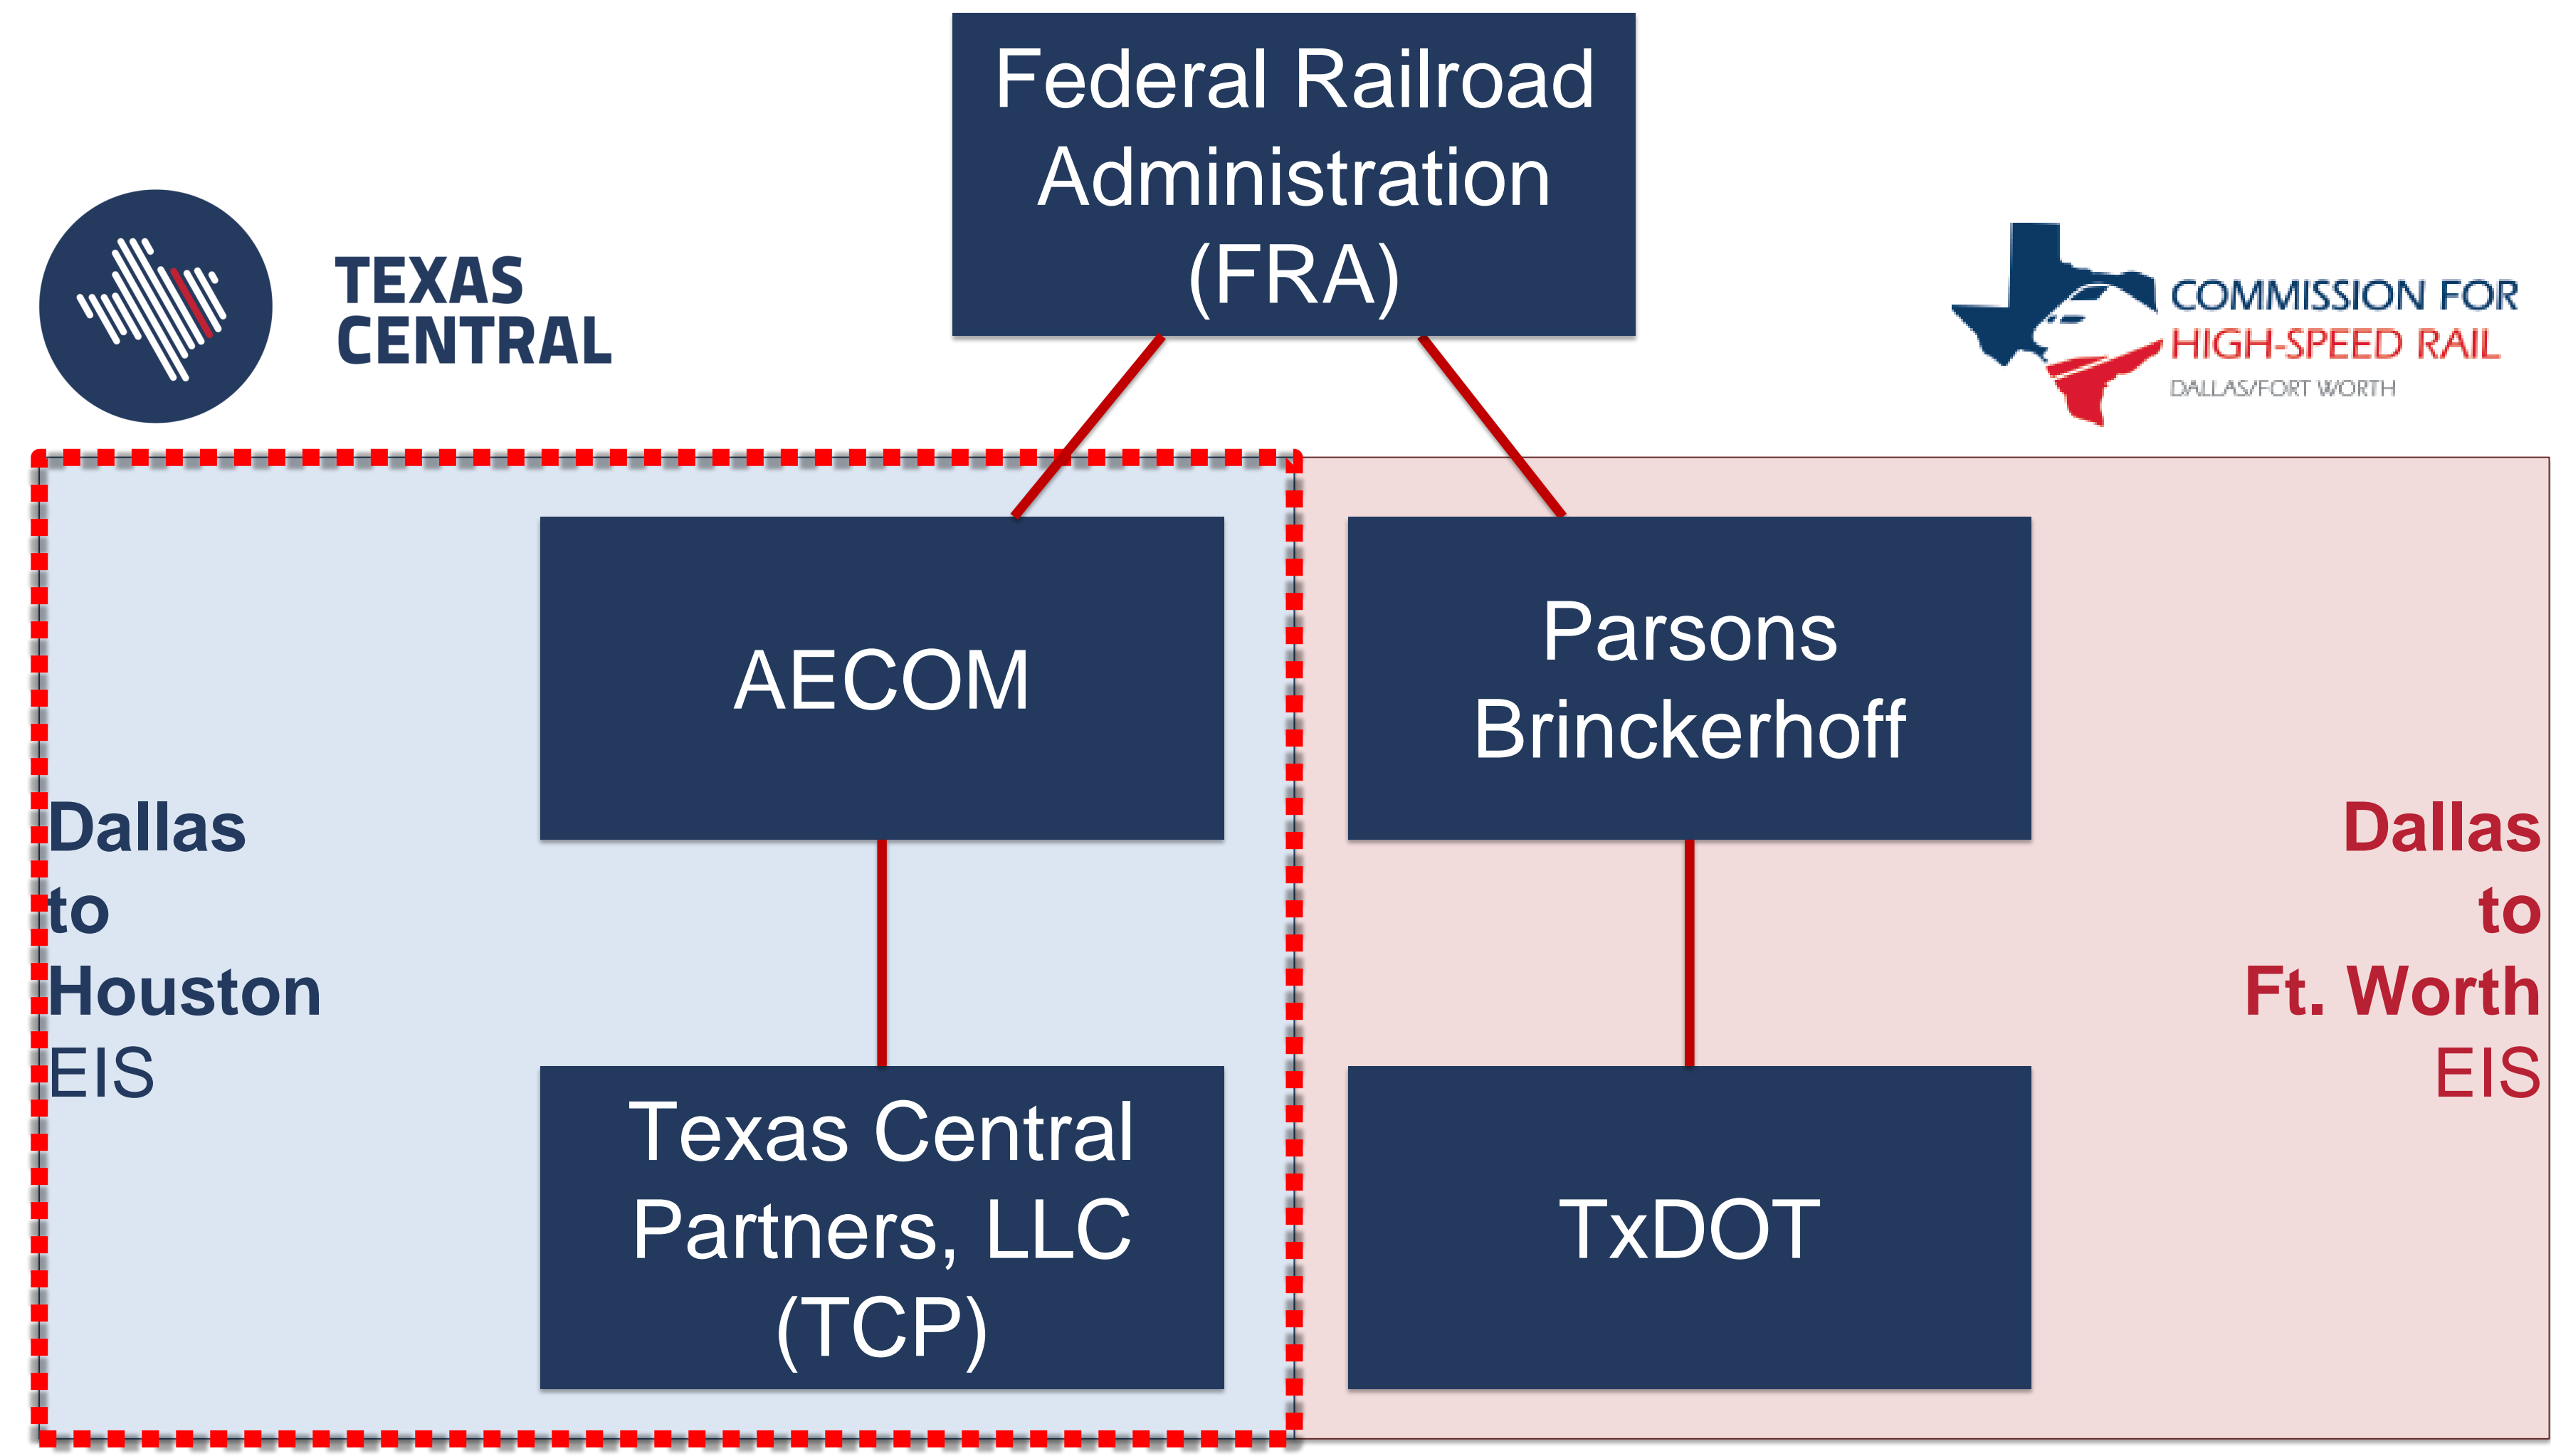 Federal Railroad
Administration
(FRA)
TEXAS
CENTRAL
COMMISSION FOR
HIGH-SPEED RAIL
DALLAS/FORT WORTH
Dallas
to
Houston
EIS
AECOM
Texas Central
Partners, LLC
(TCP)
Parsons
Brinckerhoff
TxDOT
Dallas
to
Ft. Worth
EIS